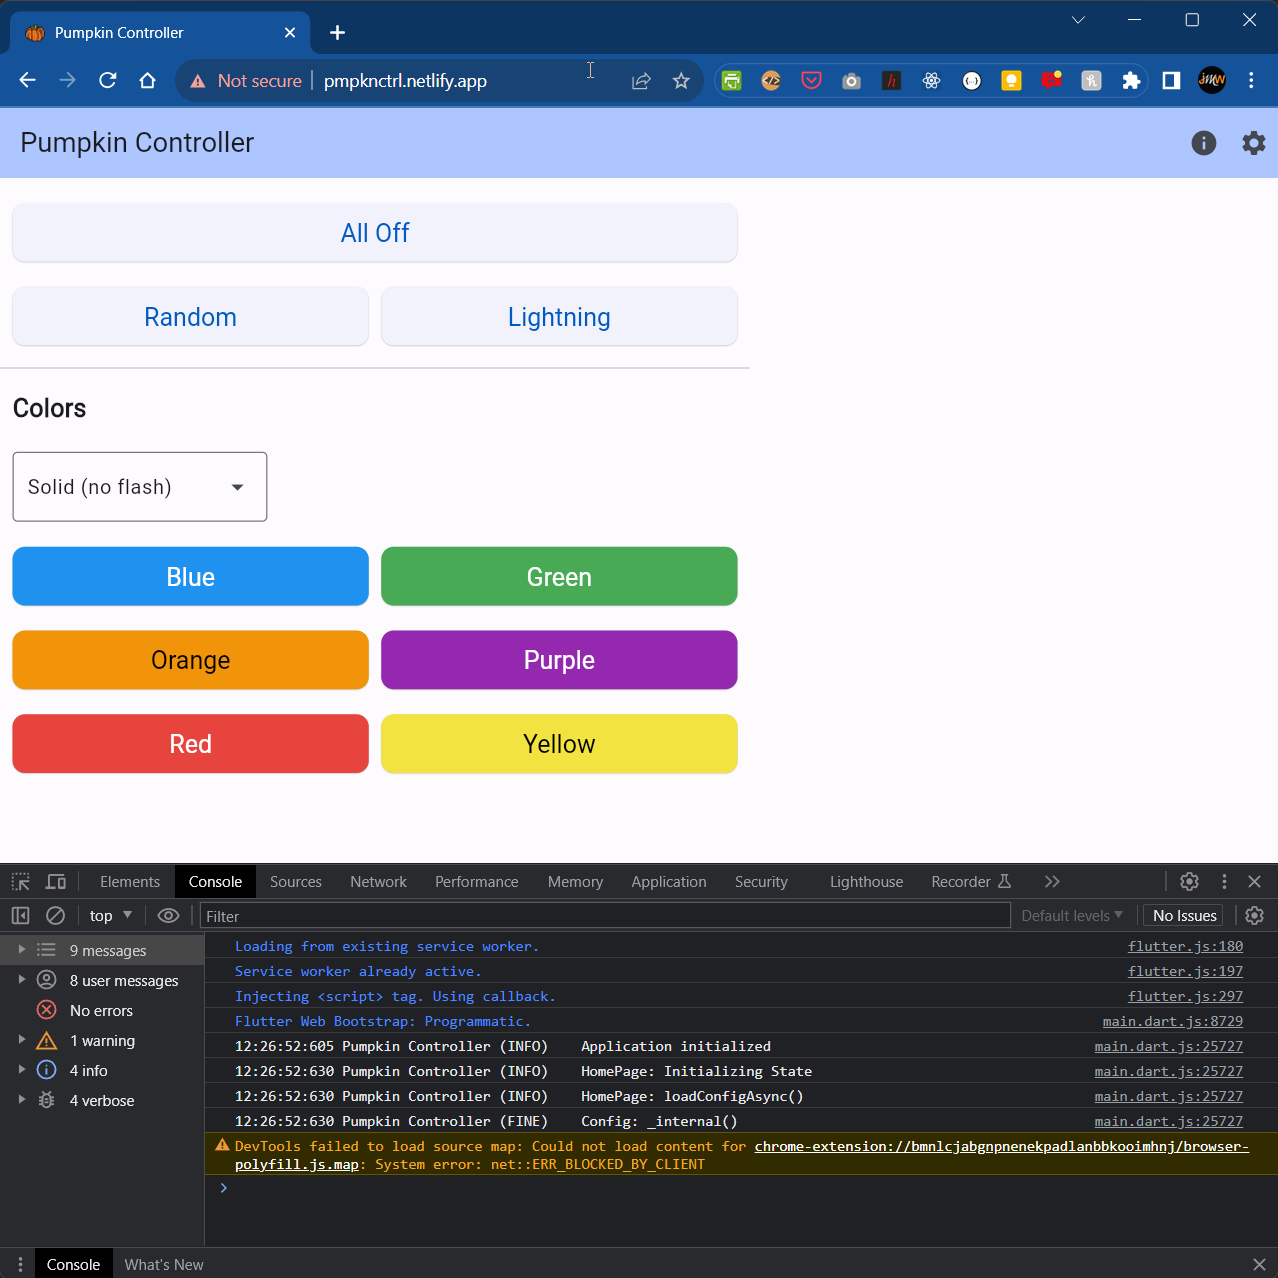 Pumpkin Controller
Not secure
pmpknctrl.netlify.app
Pumpkin Controller
All Off
Random
Lightning
Colors
Solid (no flash)
Blue
Green
Orange
Purple
Red
Yellow
Elements
Console
Sources
Network
Performance
Memory
Application
Security
Lighthouse
Recorder
top
Filter
Default levels
No Issues
9 messages
8 user messages
No errors
1 warning
4 info
4 verbose
Loading from existing service worker. flutter.js:180
Service worker already active. flutter.js:197
Injecting <script> tag. Using callback. flutter.js:297
Flutter Web Bootstrap: Programmatic. main.dart.js:8729
12:26:52:605 Pumpkin Controller (INFO) Application initialized main.dart.js:25727
12:26:52:630 Pumpkin Controller (INFO) HomePage: Initializing State main.dart.js:25727
12:26:52:630 Pumpkin Controller (INFO) HomePage: loadConfigAsync() main.dart.js:25727
12:26:52:630 Pumpkin Controller (FINE) Config: _internal() main.dart.js:25727
DevTools failed to load source map: Could not load content for chrome-extension://bmnlcjabgnpnenekpadlanbbkooimhnj/browser-
polyfill.js.map: System error: net::ERR_BLOCKED_BY_CLIENT
Console
What's New